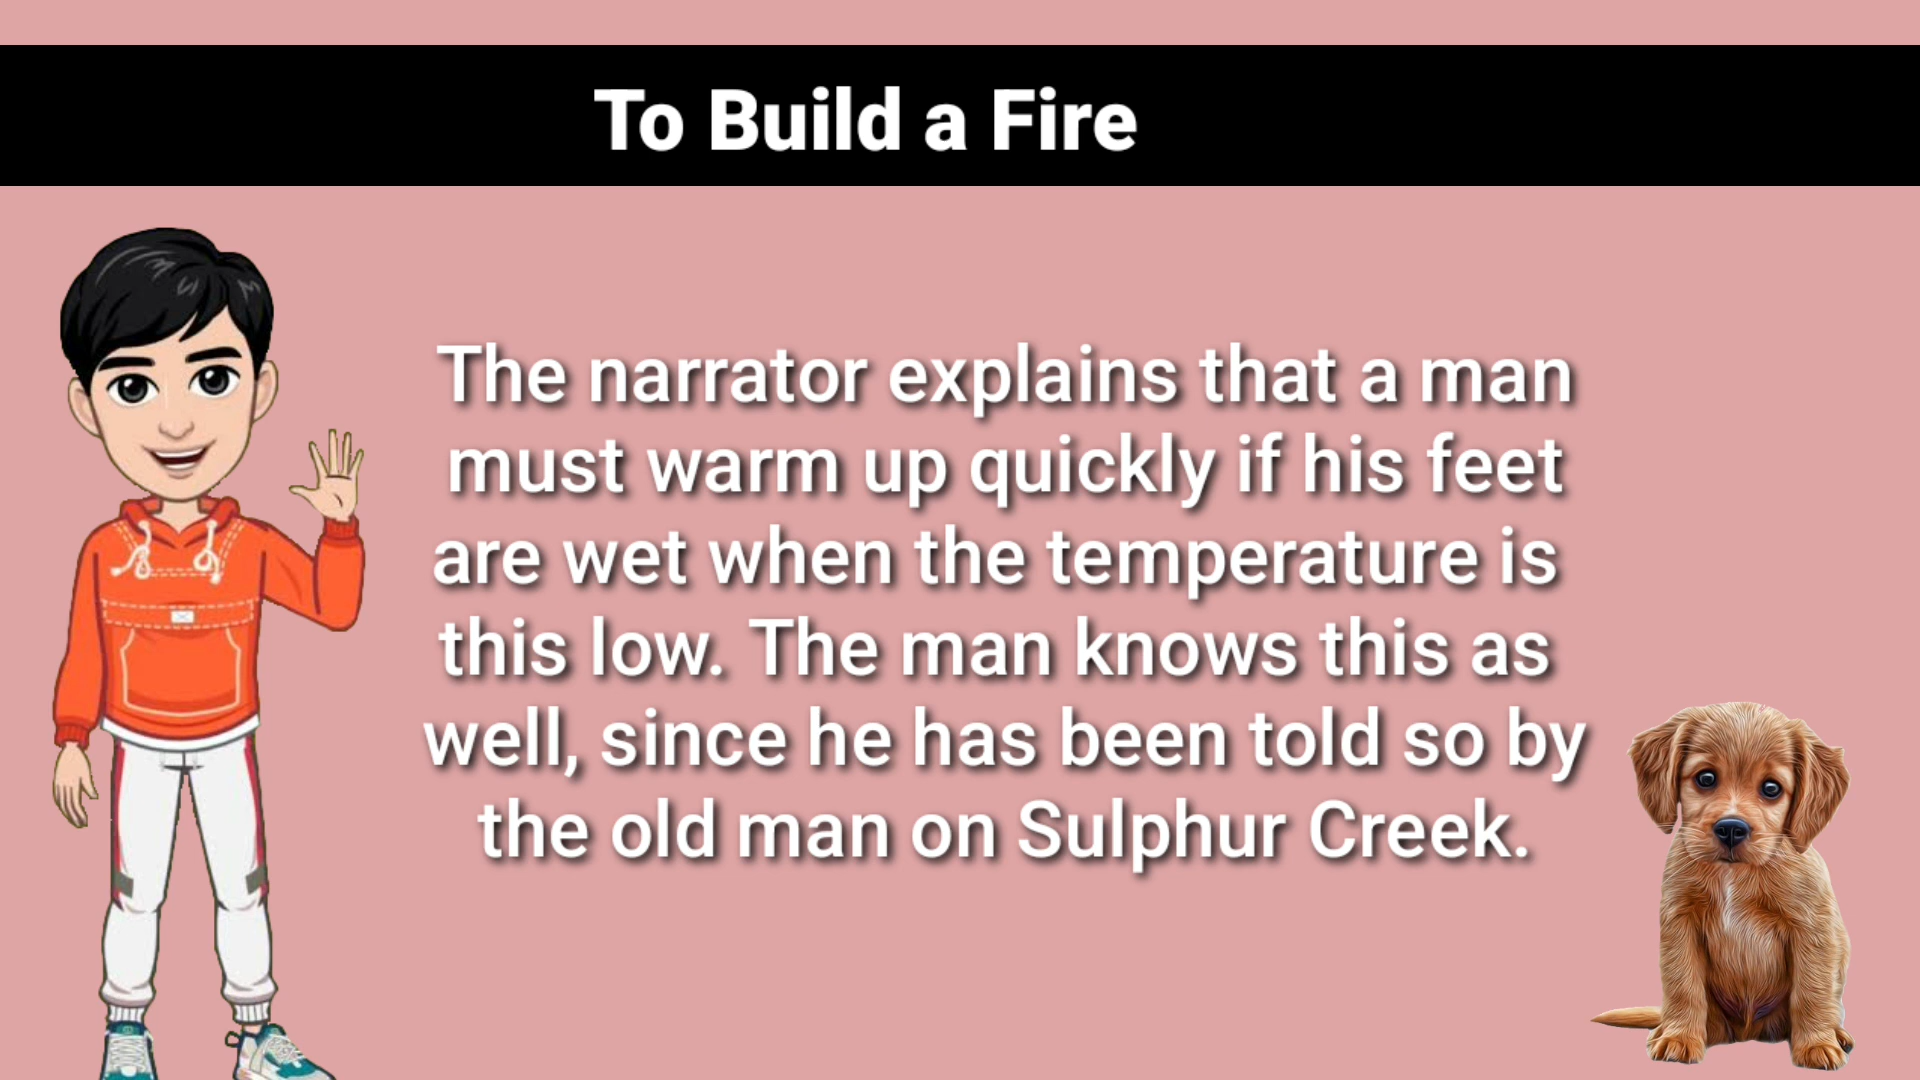 To Build a Fire
The narrator explains that a man
must warm up quickly if his feet
are wet when the temperature is
this low. The man knows this as
well, since he has been told so by
the old man on Sulphur Creek.